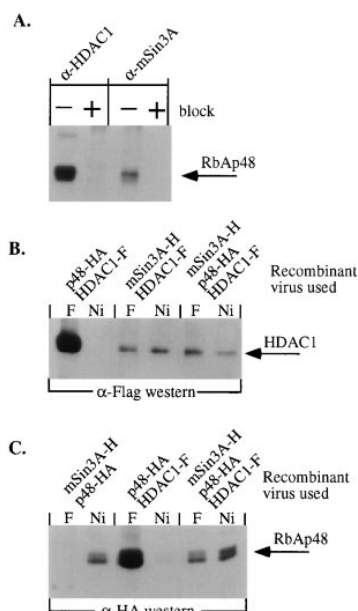 A.
α-HDAC1 α-mSin3A
− + − + block
RbAp48
B.
p48-HA HDAC1-F mSin3A-H HDAC1-F mSin3A-H p48-HA HDAC1-F Recombinant virus used
F Ni F Ni F Ni
HDAC1
α-Flag western
C.
mSin3A-H p48-HA p48-HA HDAC1-F mSin3A-H p48-HA HDAC1-F Recombinant virus used
F Ni F Ni F Ni
RbAp48
α-HA western